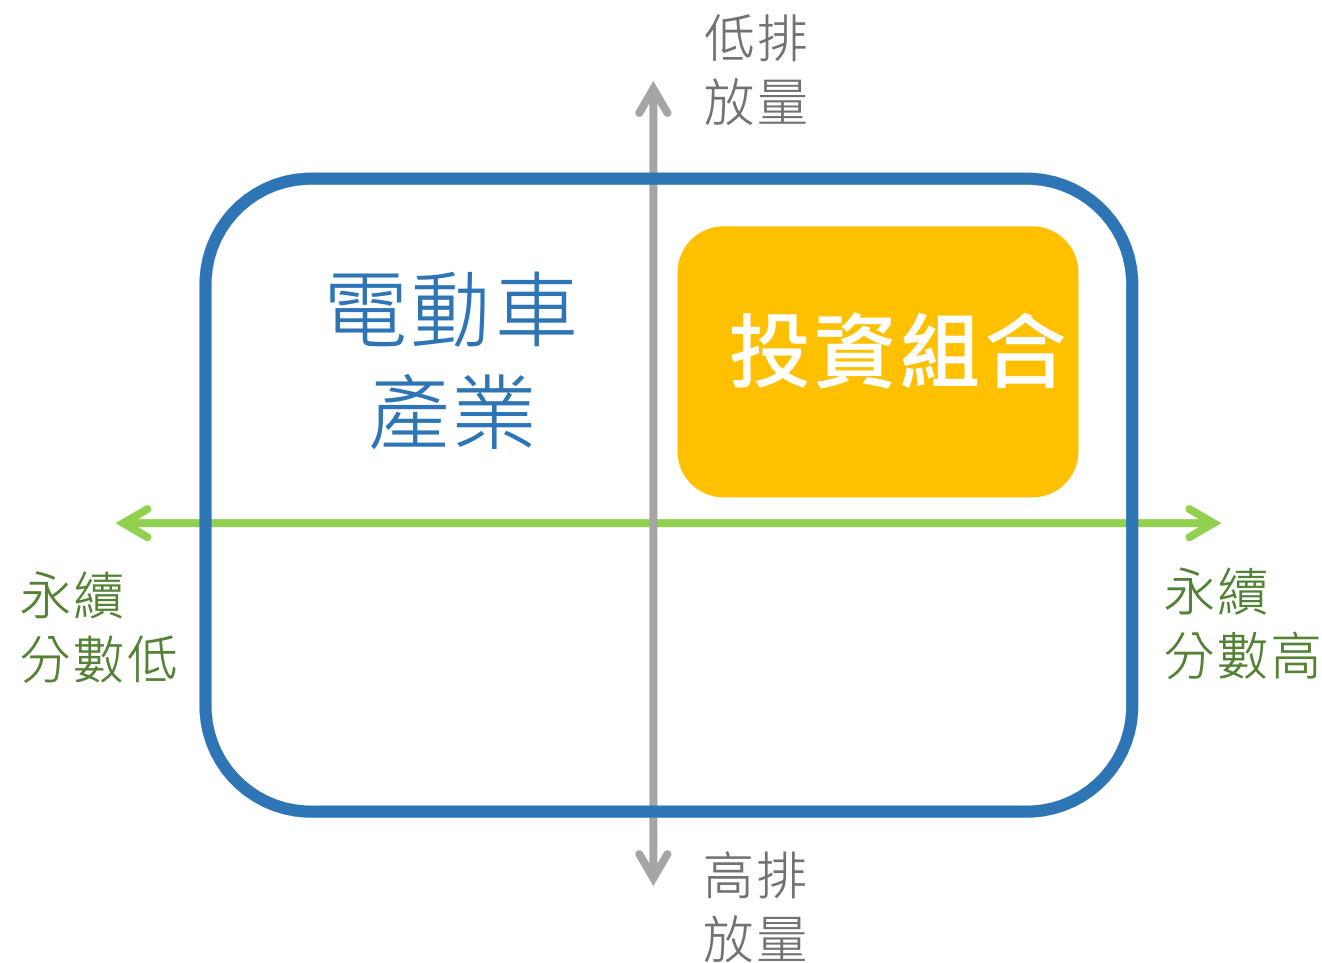 低排
放量
電動車
產業
投資組合
永續
分數低
永續
分數高
高排
放量